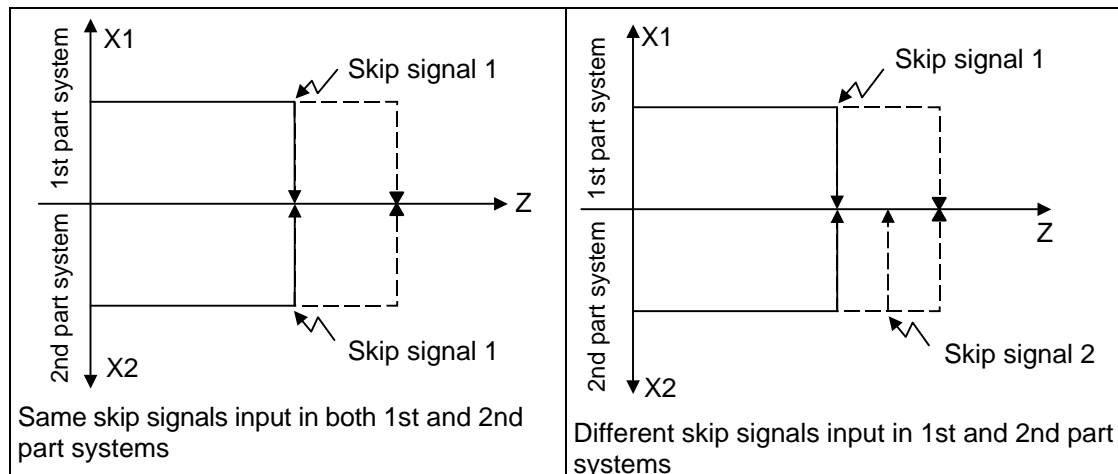 X1
1st part system
Skip signal 1
Z
2nd part system
Skip signal 1
X2
Same skip signals input in both 1st and 2nd
part systems
X1
1st part system
Skip signal 1
Z
2nd part system
Skip signal 2
X2
Different skip signals input in 1st and 2nd part
systems